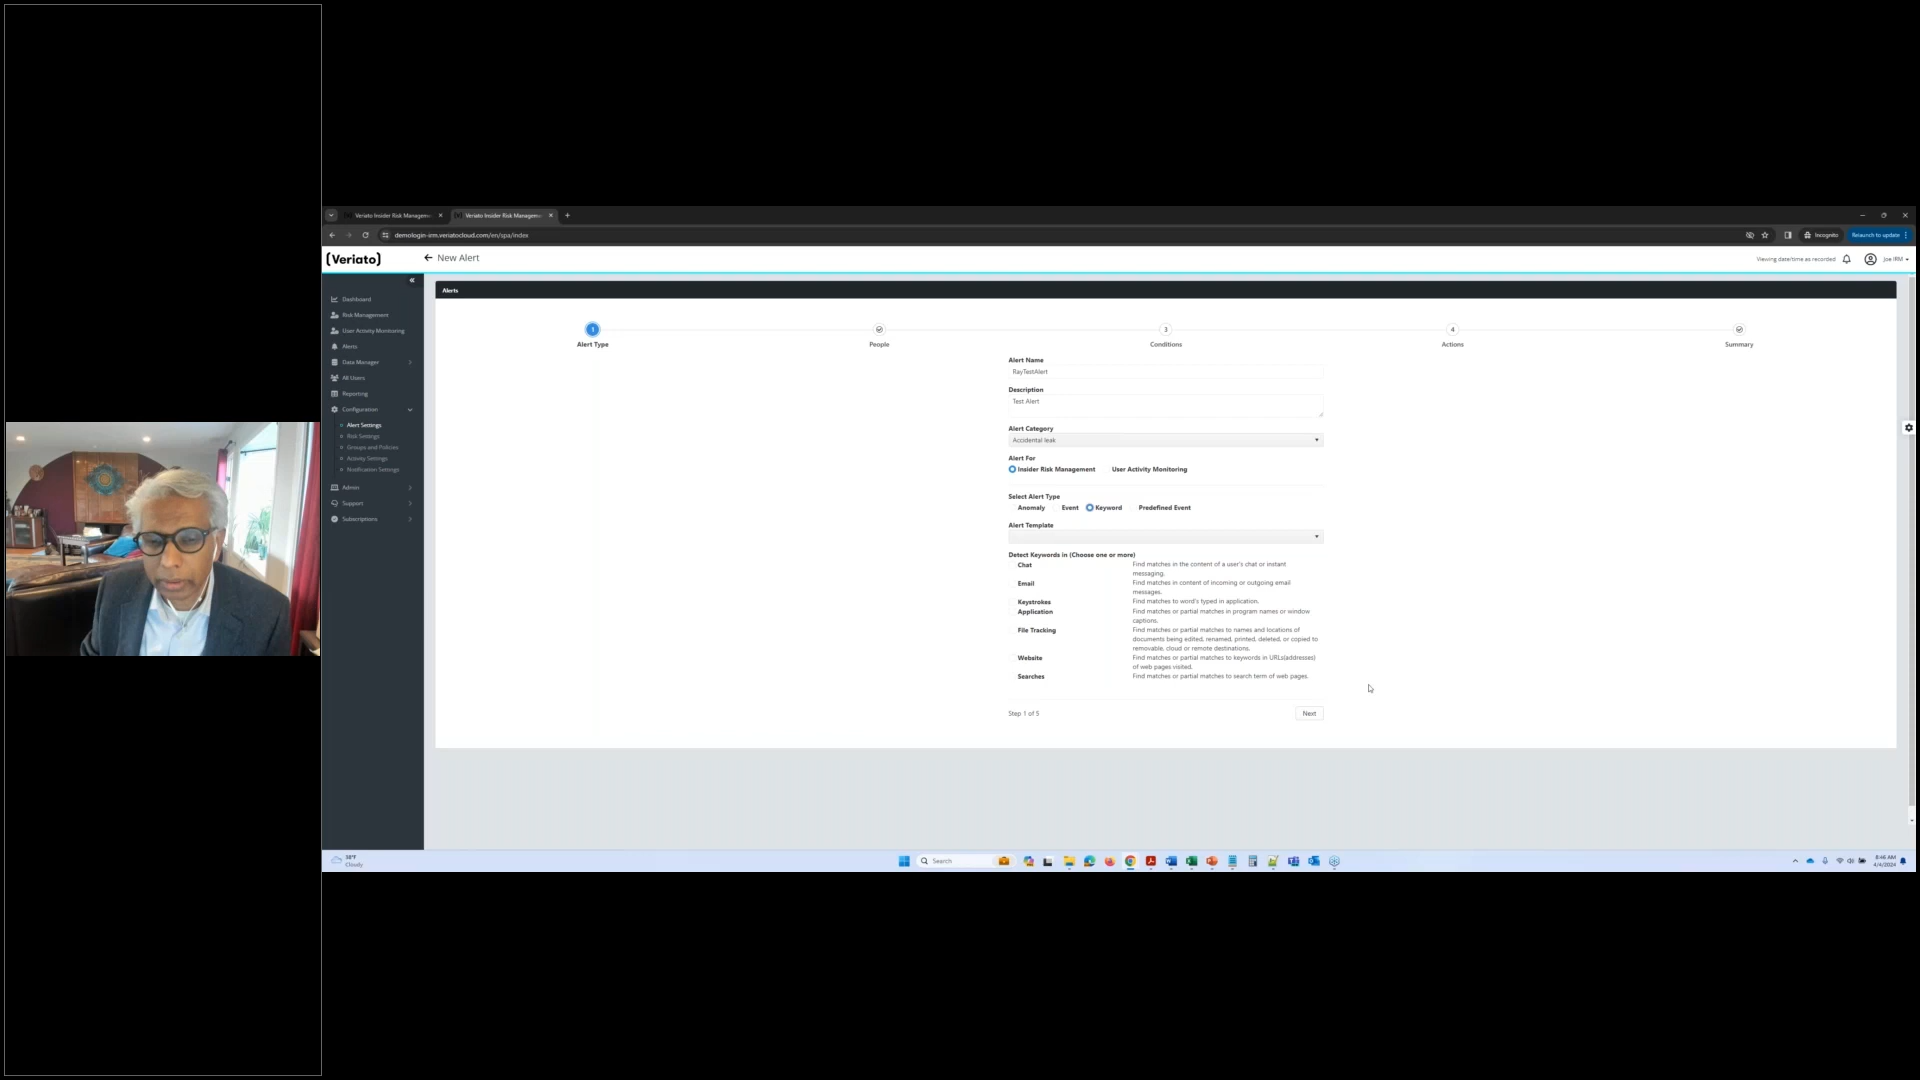 Veriato Insider Risk Managemen
Veriato Insider Risk Managemen
demologin-irm.veriatocloud.com/en/spa/index
Incognito
Relaunch to update
(Veriato)
New Alert
Viewing date/time as recorded
Joe IRM
Alerts
Dashboard
Risk Management
User Activity Monitoring
Alerts
Data Manager
All Users
Reporting
Configuration
Alert Settings
Risk Settings
Groups and Policies
Activity Settings
Notification Settings
Admin
Support
Subscriptions
1
3
4
Alert Type
People
Conditions
Actions
Summary
Alert Name
RayTestAlert
Description
Test Alert
Alert Category
Accidental leak
Alert For
Insider Risk Management
User Activity Monitoring
Select Alert Type
Anomaly
Event
Keyword
Predefined Event
Alert Template
Detect Keywords in (Choose one or more)
Chat
Find matches in the content of a user's chat or instant
messaging.
Email
Find matches in content of incoming or outgoing email
messages.
Keystrokes
Find matches to word's typed in application.
Application
Find matches or partial matches in program names or window
captions.
File Tracking
Find matches or partial matches to names and locations of
documents being edited, renamed, printed, deleted, or copied to
removable, cloud or remote destinations.
Website
Find matches or partial matches to keywords in URLs(addresses)
of web pages visited.
Searches
Find matches or partial matches to search term of web pages.
Step 1 of 5
Next
Cloudy
Search
8:46 AM
4/4/2024